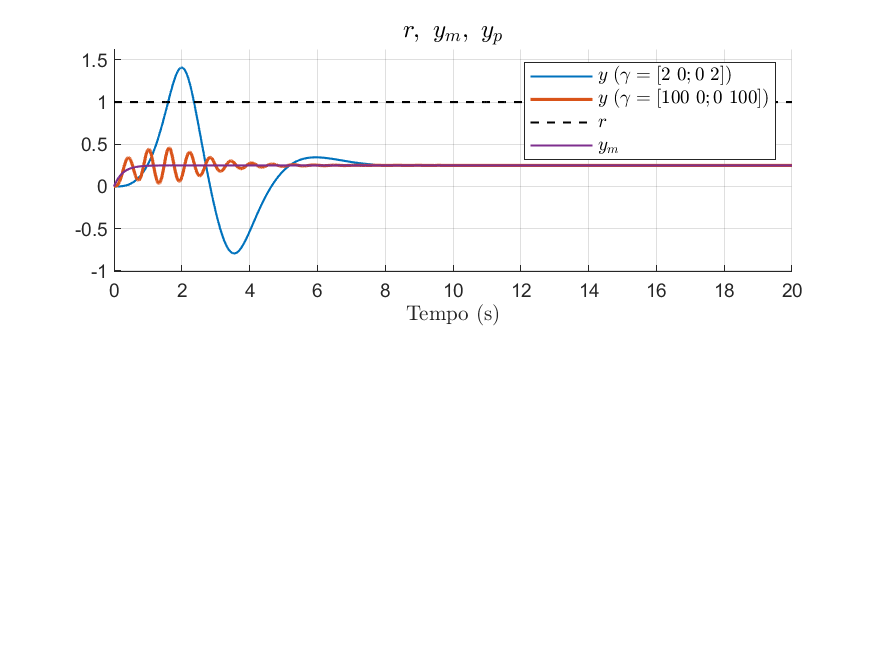 r, y_m, y_p
1.5
1
0.5
0
-0.5
-1
0 2 4 6 8 10 12 14 16 18 20
Tempo (s)
y (γ = [2 0; 0 2])
y (γ = [100 0; 0 100])
r
y_m